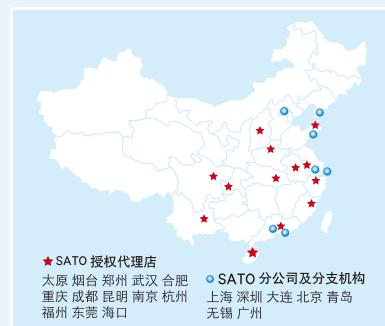 SATO 授权代理店
太原 烟台 郑州 武汉 合肥
重庆 成都 昆明 南京 杭州
福州 东莞 海口
SATO 分公司及分支机构
上海 深圳 大连 北京 青岛
无锡 广州